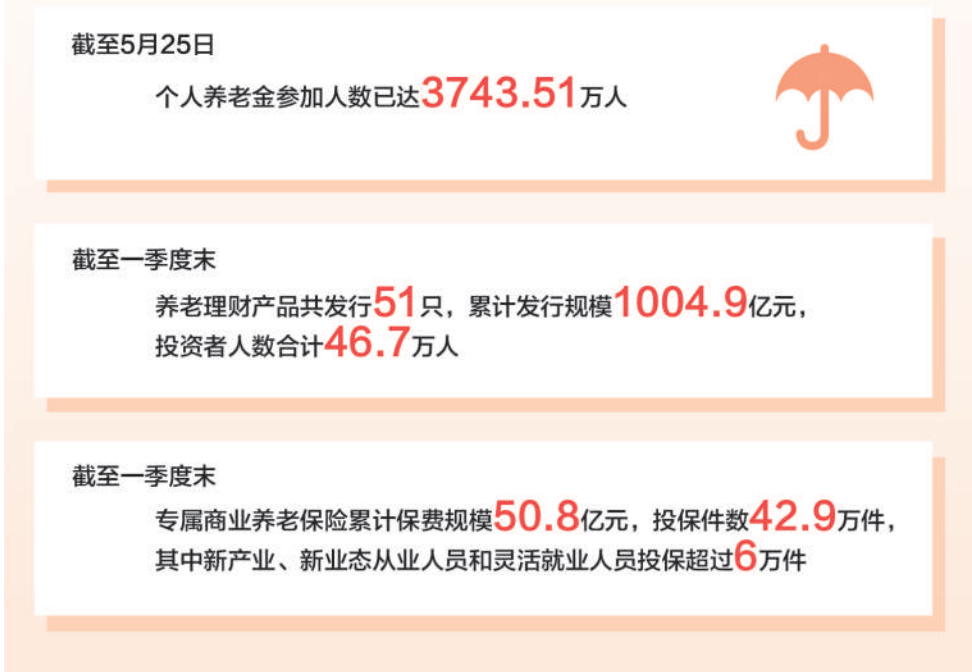 截至5月25日
个人养老金参加人数已达3743.51万人
截至一季度末
养老理财产品共发行51只，累计发行规模1004.9亿元，
投资者人数合计46.7万人
截至一季度末
专属商业养老保险累计保费规模50.8亿元，投保件数42.9万件，
其中新产业、新业态从业人员和灵活就业人员投保超过6万件